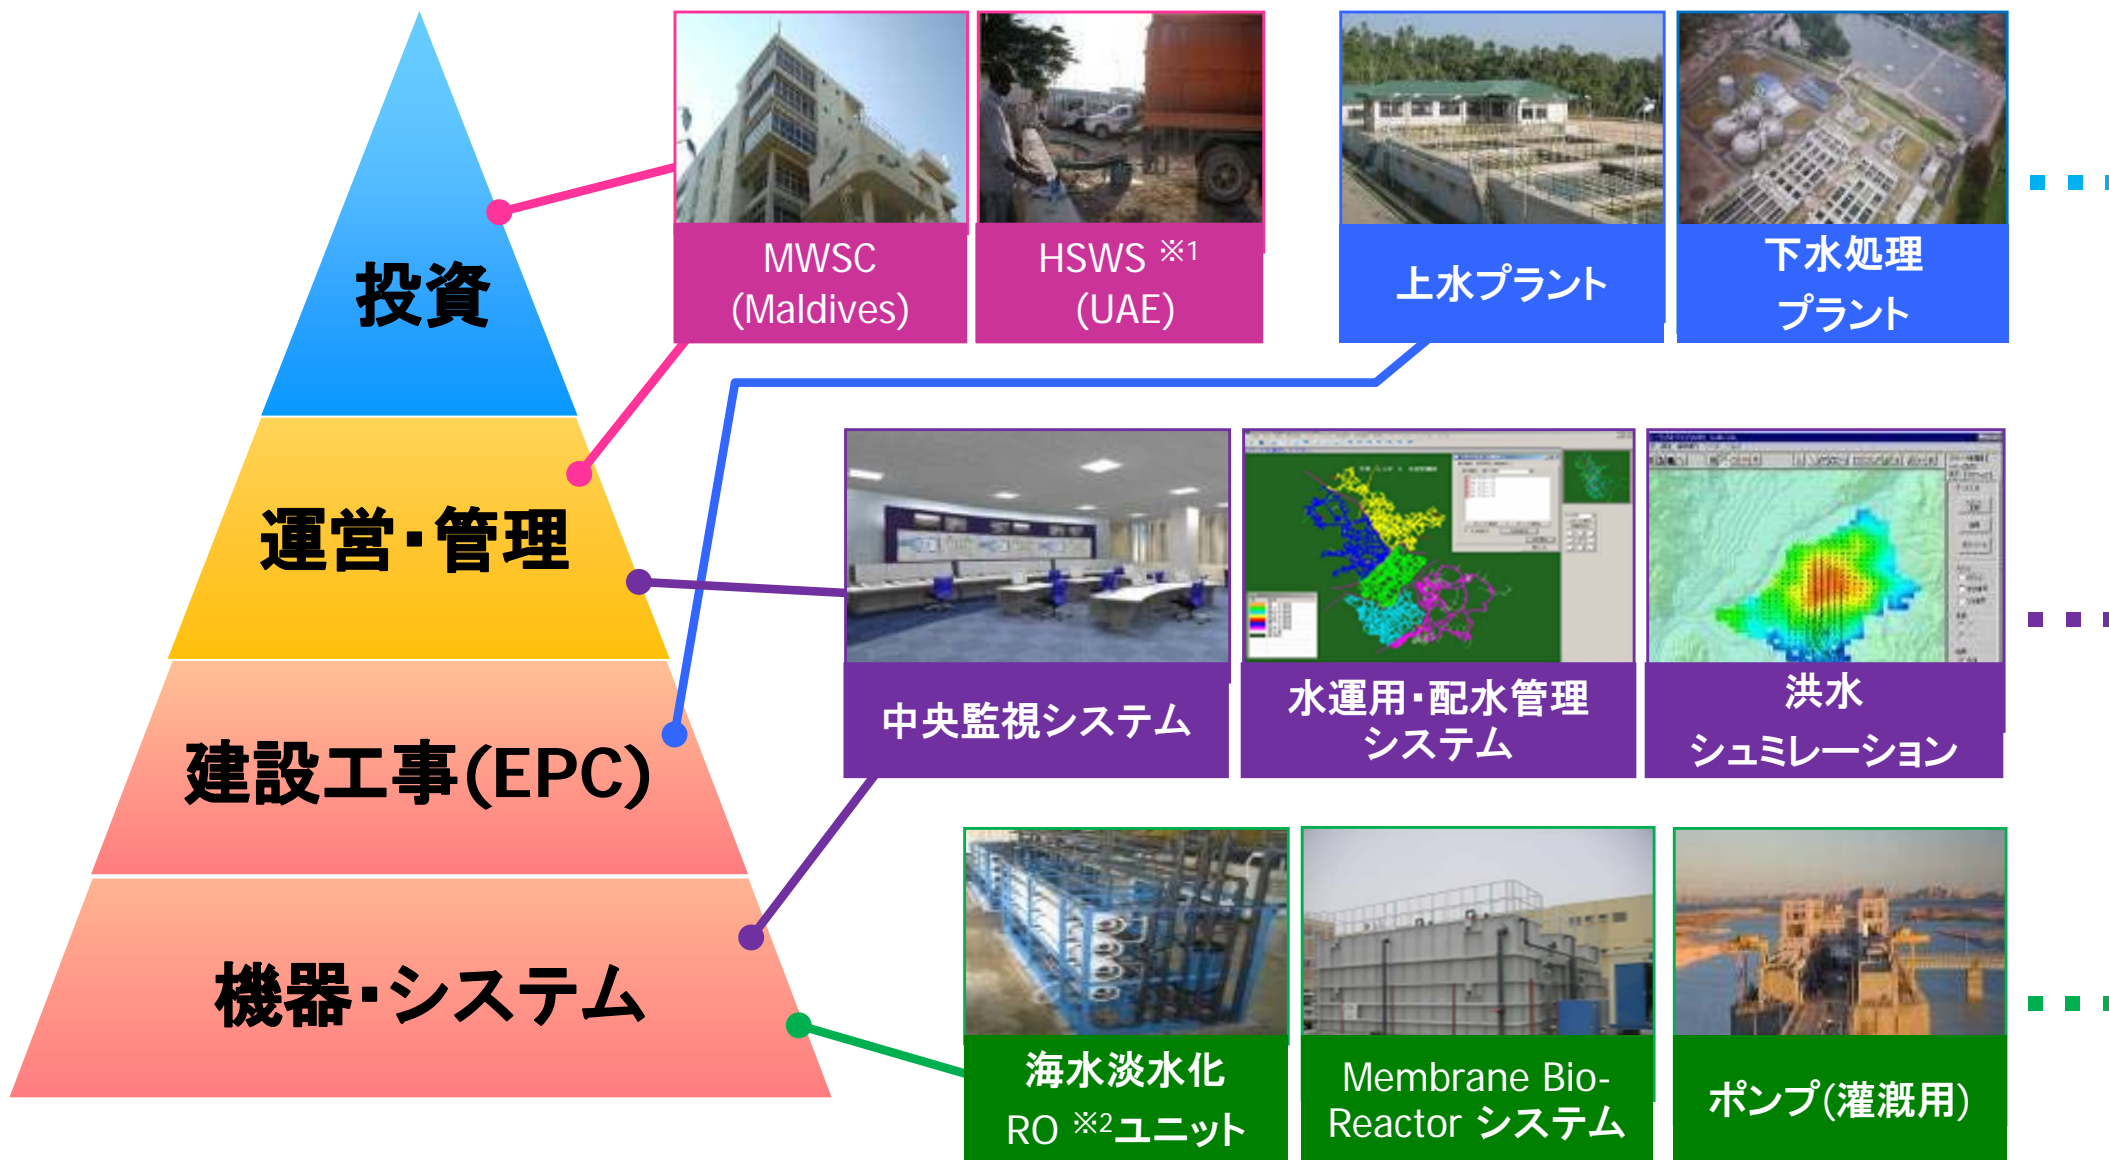 投資
運営・管理
建設工事(EPC)
機器・システム
MWSC
(Maldives)
HSWS ※1
(UAE)
上水プラント
下水処理
プラント
中央監視システム
水運用・配水管理
システム
洪水
シュミレーション
海水淡水化
RO ※2ユニット
Membrane Bio-
Reactor システム
ポンプ(灌漑用)